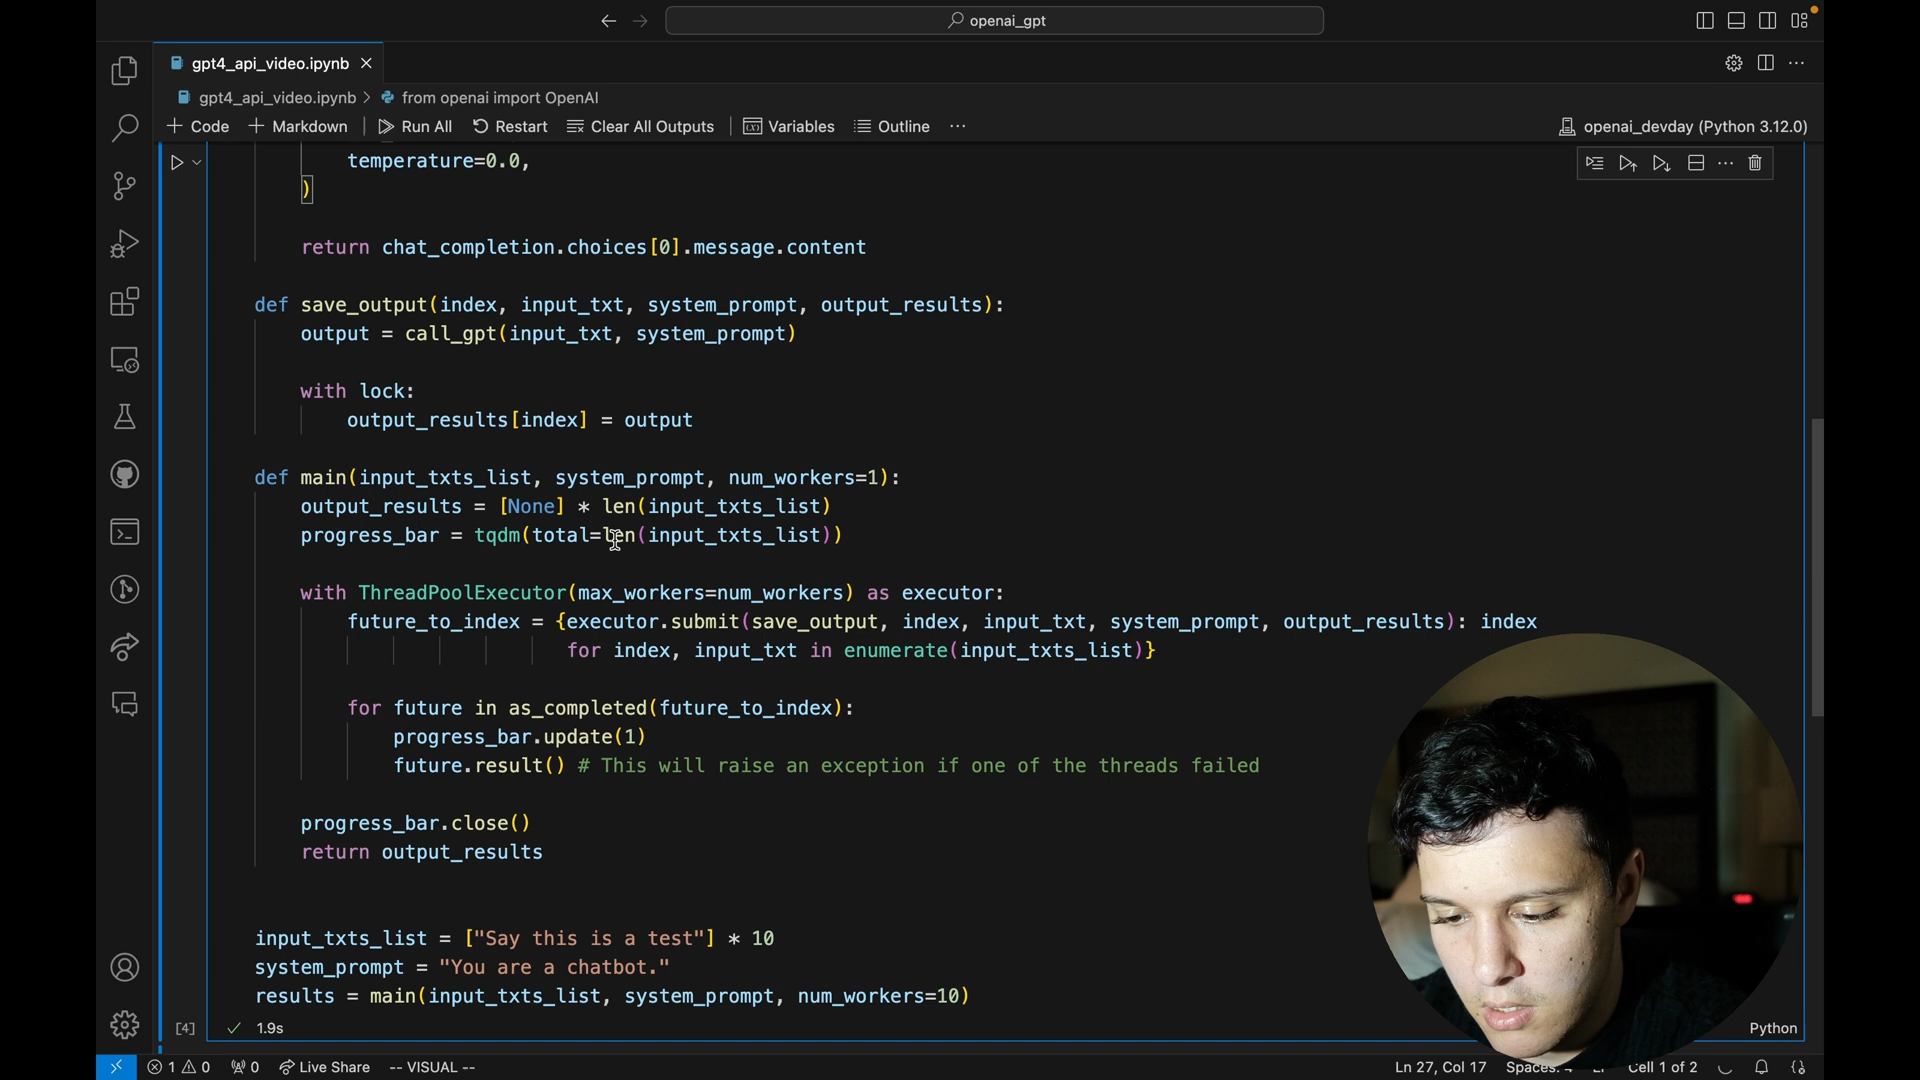 openai_gpt
gpt4_api_video.ipynb
gpt4_api_video.ipynb > from openai import OpenAI
+ Code + Markdown Run All Restart Clear All Outputs Variables Outline ...
openai_devday (Python 3.12.0)
temperature=0.0,
)
return chat_completion.choices[0].message.content
def save_output(index, input_txt, system_prompt, output_results):
output = call_gpt(input_txt, system_prompt)
with lock:
output_results[index] = output
def main(input_txts_list, system_prompt, num_workers=1):
output_results = [None] * len(input_txts_list)
progress_bar = tqdm(total=len(input_txts_list))
with ThreadPoolExecutor(max_workers=num_workers) as executor:
future_to_index = {executor.submit(save_output, index, input_txt, system_prompt, output_results): index
for index, input_txt in enumerate(input_txts_list)}
for future in as_completed(future_to_index):
progress_bar.update(1)
future.result() # This will raise an exception if one of the threads failed
progress_bar.close()
return output_results
input_txts_list = ["Say this is a test"] * 10
system_prompt = "You are a chatbot."
results = main(input_txts_list, system_prompt, num_workers=10)
[4] 1.9s
Python
1 0 0 Live Share -- VISUAL --
Ln 27, Col 17 Spaces: Cell 1 of 2